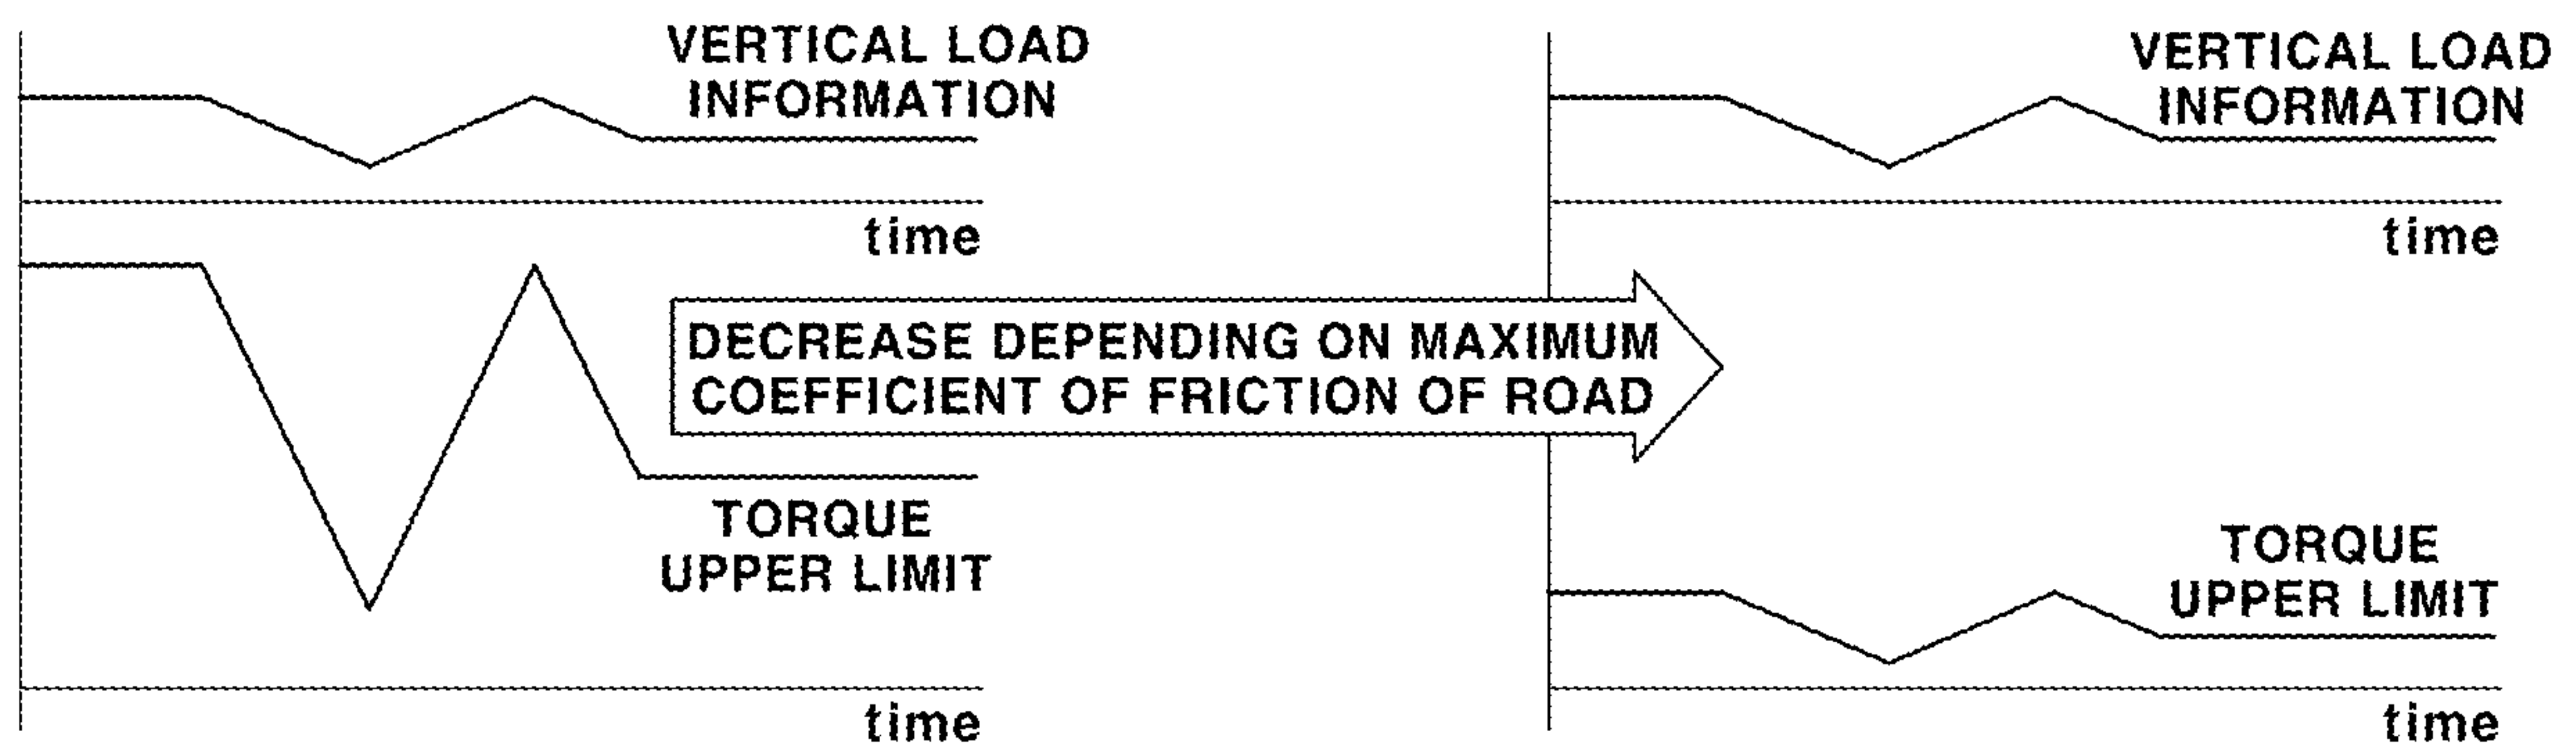 VERTICAL LOAD
INFORMATION
time
TORQUE
UPPER LIMIT
time
DECREASE DEPENDING ON MAXIMUM
COEFFICIENT OF FRICTION OF ROAD
VERTICAL LOAD
INFORMATION
time
TORQUE
UPPER LIMIT
time